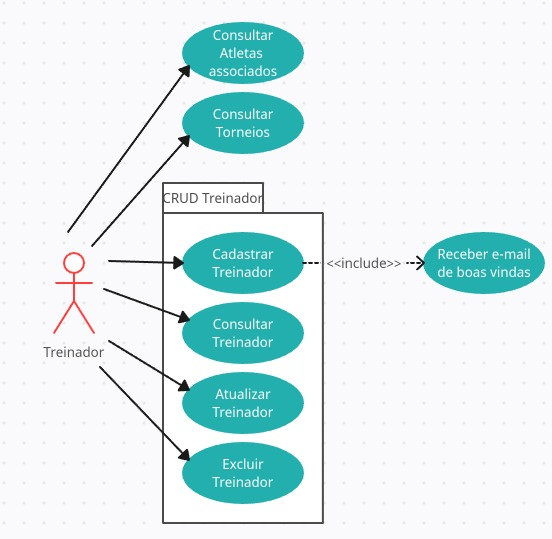 Consultar
Atletas
associados
Consultar
Torneios
CRUD Treinador
Cadastrar
Treinador
<<include>>
Receber e-mail
de boas vindas
Consultar
Treinador
Treinador
Atualizar
Treinador
Excluir
Treinador